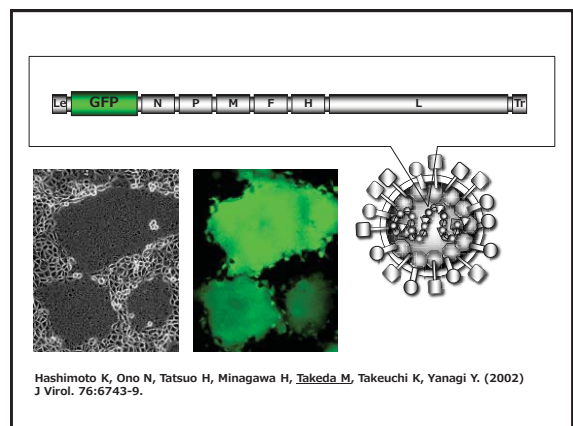 Le GFP N P M F H L Tr
Hashimoto K, Ono N, Tatsuo H, Minagawa H, Takeda M, Takeuchi K, Yanagi Y. (2002)
J Virol. 76:6743-9.